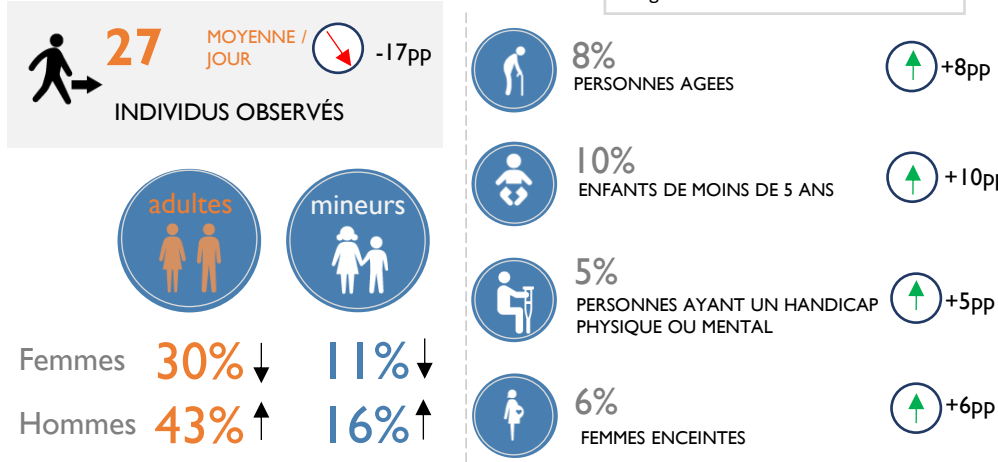 27
MOYENNE /
JOUR
-17pp
INDIVIDUS OBSERVÉS
adultes
mineurs
Femmes 30% 11%
Hommes 43% 16%
8%
PERSONNES AGEES
+8pp
10%
ENFANTS DE MOINS DE 5 ANS
+10pp
5%
PERSONNES AYANT UN HANDICAP
PHYSIQUE OU MENTAL
+5pp
6%
FEMMES ENCEINTES
+6pp